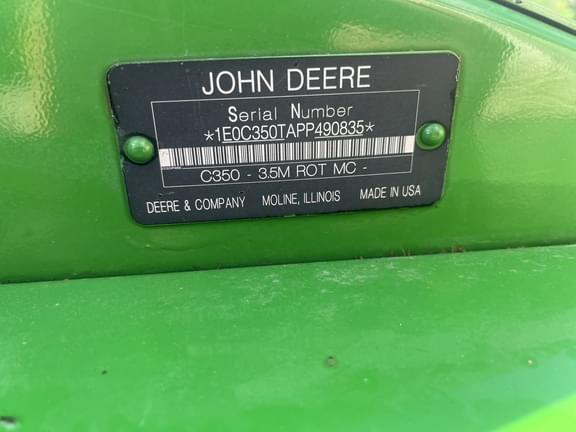 JOHN DEERE
Serial Number
*1E0C350TAPP490835*
C350 - 3.5M ROT MC -
DEERE & COMPANY MOLINE, ILLINOIS MADE IN USA